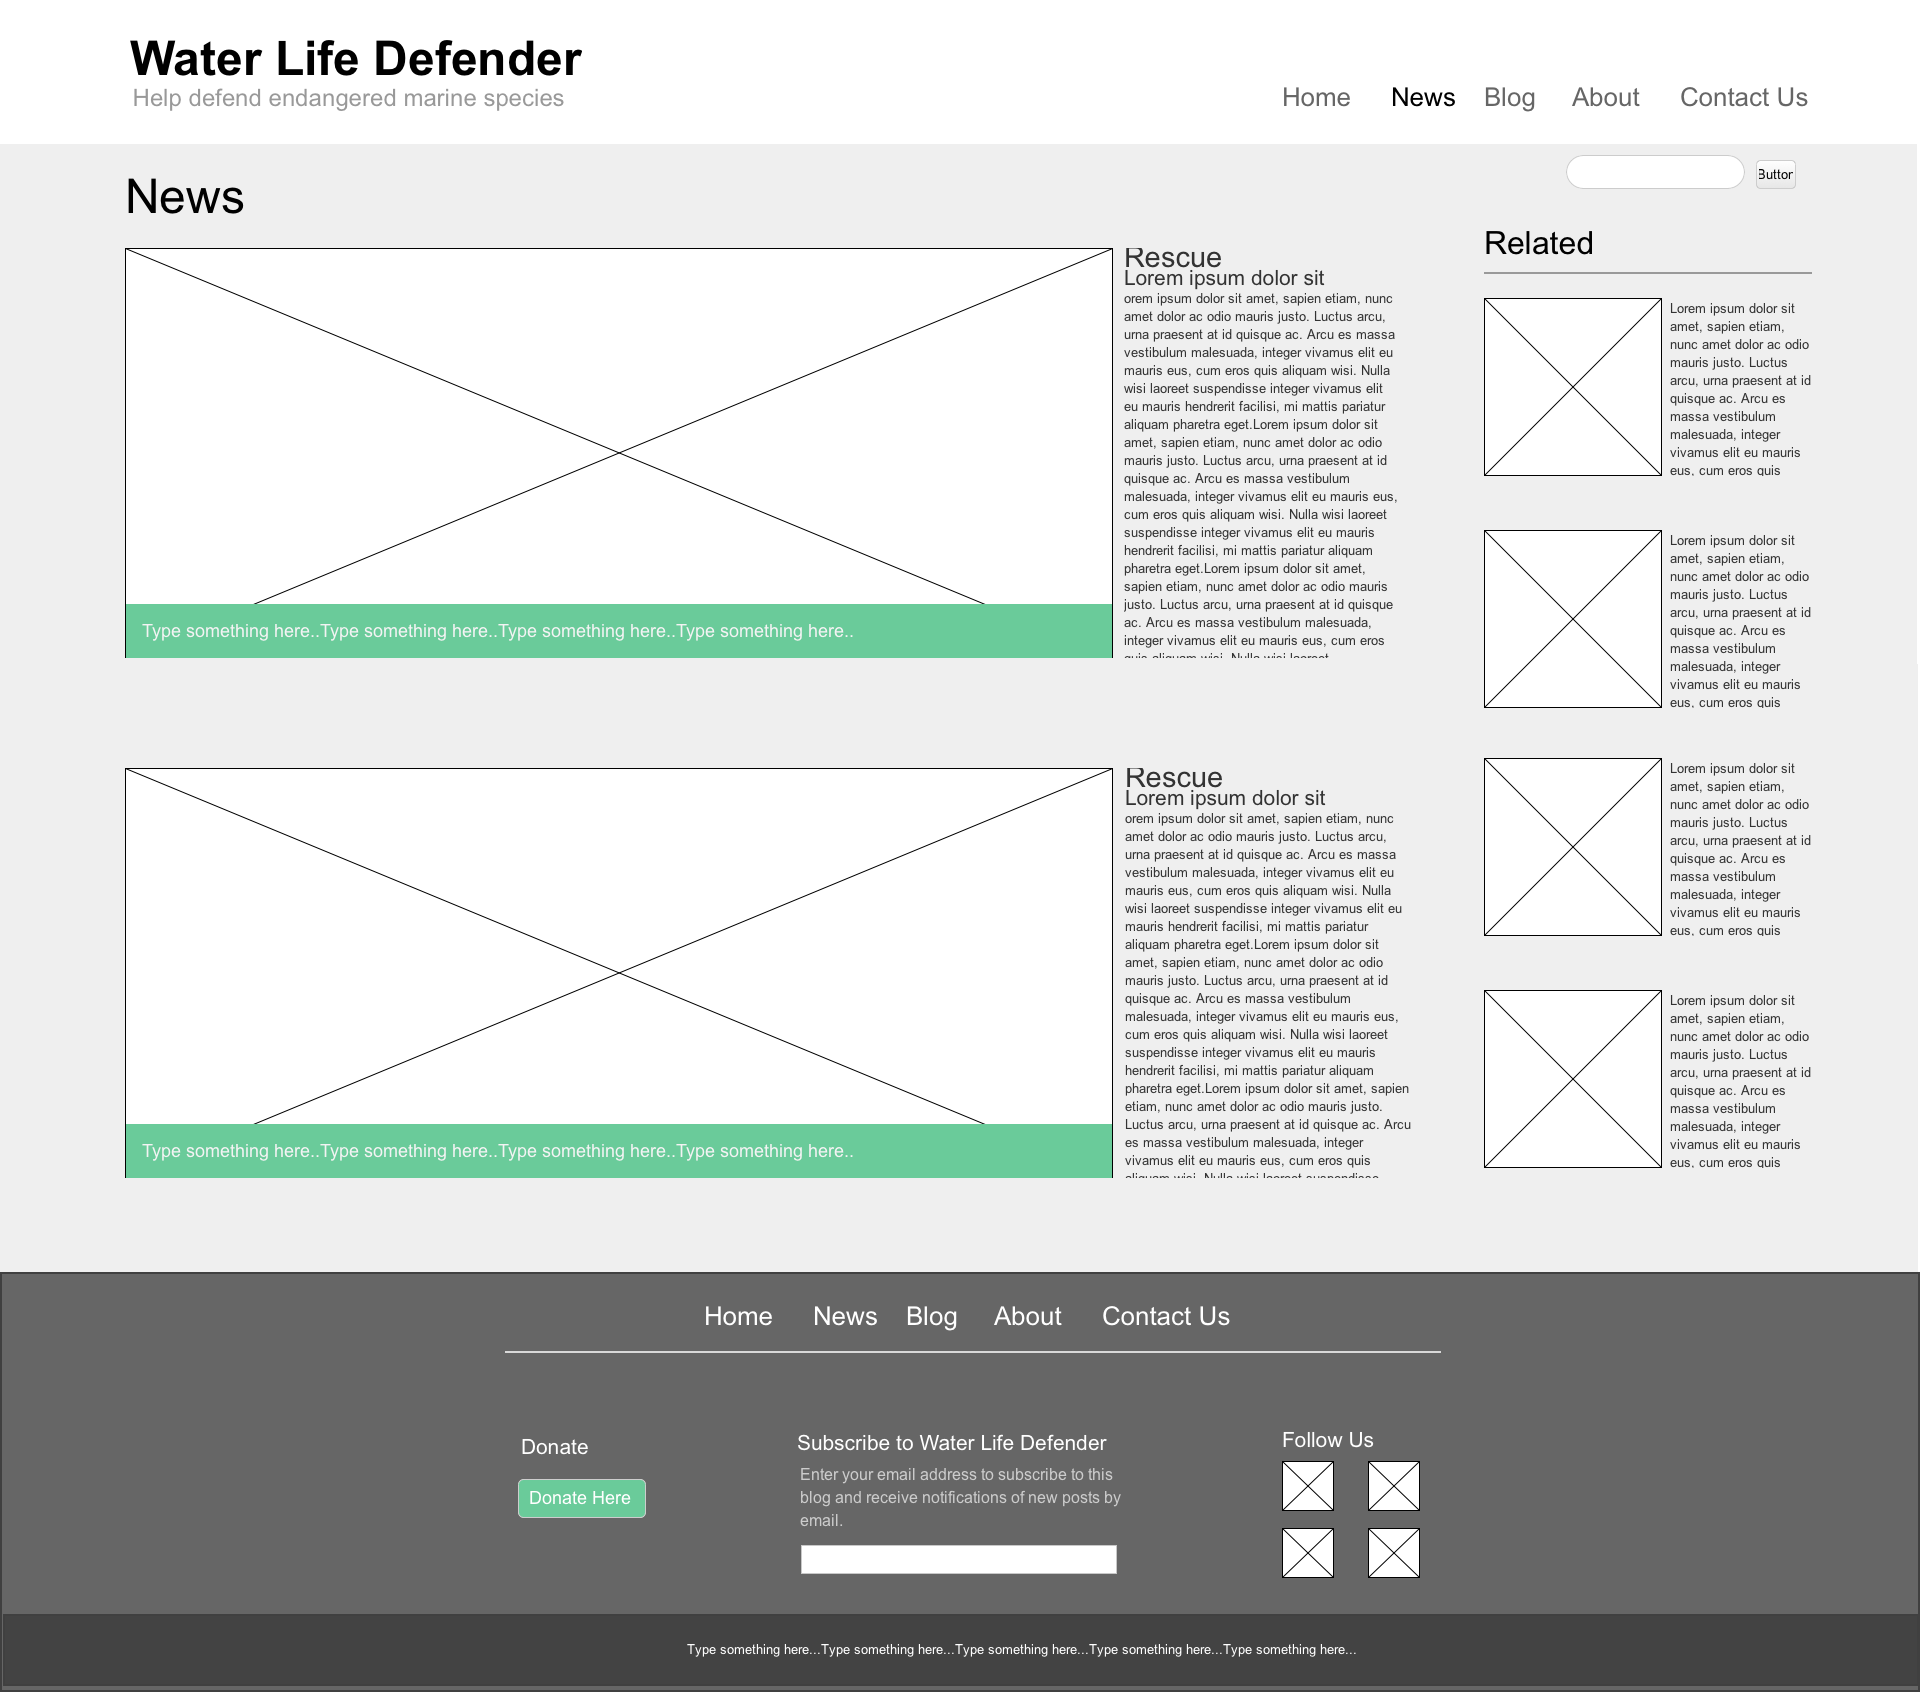 Water Life Defender
Help defend endangered marine species
Home News Blog About Contact Us
Button
News
Rescue
Lorem ipsum dolor sit
orem ipsum dolor sit amet, sapien etiam, nunc
amet dolor ac odio mauris justo. Luctus arcu,
urna praesent at id quisque ac. Arcu es massa
vestibulum malesuada, integer vivamus elit eu
mauris eus, cum eros quis aliquam wisi. Nulla
wisi laoreet suspendisse integer vivamus elit
eu mauris hendrerit facilisi, mi mattis pariatur
aliquam pharetra eget.Lorem ipsum dolor sit
amet, sapien etiam, nunc amet dolor ac odio
mauris justo. Luctus arcu, urna praesent at id
quisque ac. Arcu es massa vestibulum
malesuada, integer vivamus elit eu mauris eus,
cum eros quis aliquam wisi. Nulla wisi laoreet
suspendisse integer vivamus elit eu mauris
hendrerit facilisi, mi mattis pariatur aliquam
pharetra eget.Lorem ipsum dolor sit amet,
sapien etiam, nunc amet dolor ac odio mauris
justo. Luctus arcu, urna praesent at id quisque
ac. Arcu es massa vestibulum malesuada,
integer vivamus elit eu mauris eus, cum eros
quis aliquam wisi. Nulla wisi laoreet
Type something here..Type something here..Type something here..Type something here..
Rescue
Lorem ipsum dolor sit
orem ipsum dolor sit amet, sapien etiam, nunc
amet dolor ac odio mauris justo. Luctus arcu,
urna praesent at id quisque ac. Arcu es massa
vestibulum malesuada, integer vivamus elit eu
mauris eus, cum eros quis aliquam wisi. Nulla
wisi laoreet suspendisse integer vivamus elit eu
mauris hendrerit facilisi, mi mattis pariatur
aliquam pharetra eget.Lorem ipsum dolor sit
amet, sapien etiam, nunc amet dolor ac odio
mauris justo. Luctus arcu, urna praesent at id
quisque ac. Arcu es massa vestibulum
malesuada, integer vivamus elit eu mauris eus,
cum eros quis aliquam wisi. Nulla wisi laoreet
suspendisse integer vivamus elit eu mauris
hendrerit facilisi, mi mattis pariatur aliquam
pharetra eget.Lorem ipsum dolor sit amet, sapien
etiam, nunc amet dolor ac odio mauris justo.
Luctus arcu, urna praesent at id quisque ac. Arcu
es massa vestibulum malesuada, integer
vivamus elit eu mauris eus, cum eros quis
aliquam wisi. Nulla wisi laoreet suspendisse
Type something here..Type something here..Type something here..Type something here..
Related
Lorem ipsum dolor sit
amet, sapien etiam,
nunc amet dolor ac odio
mauris justo. Luctus
arcu, urna praesent at id
quisque ac. Arcu es
massa vestibulum
malesuada, integer
vivamus elit eu mauris
eus, cum eros quis
Lorem ipsum dolor sit
amet, sapien etiam,
nunc amet dolor ac odio
mauris justo. Luctus
arcu, urna praesent at id
quisque ac. Arcu es
massa vestibulum
malesuada, integer
vivamus elit eu mauris
eus, cum eros quis
Lorem ipsum dolor sit
amet, sapien etiam,
nunc amet dolor ac odio
mauris justo. Luctus
arcu, urna praesent at id
quisque ac. Arcu es
massa vestibulum
malesuada, integer
vivamus elit eu mauris
eus, cum eros quis
Lorem ipsum dolor sit
amet, sapien etiam,
nunc amet dolor ac odio
mauris justo. Luctus
arcu, urna praesent at id
quisque ac. Arcu es
massa vestibulum
malesuada, integer
vivamus elit eu mauris
eus, cum eros quis
Home News Blog About Contact Us
Donate
Donate Here
Subscribe to Water Life Defender
Enter your email address to subscribe to this
blog and receive notifications of new posts by
email.
Follow Us
Type something here...Type something here...Type something here...Type something here...Type something here...